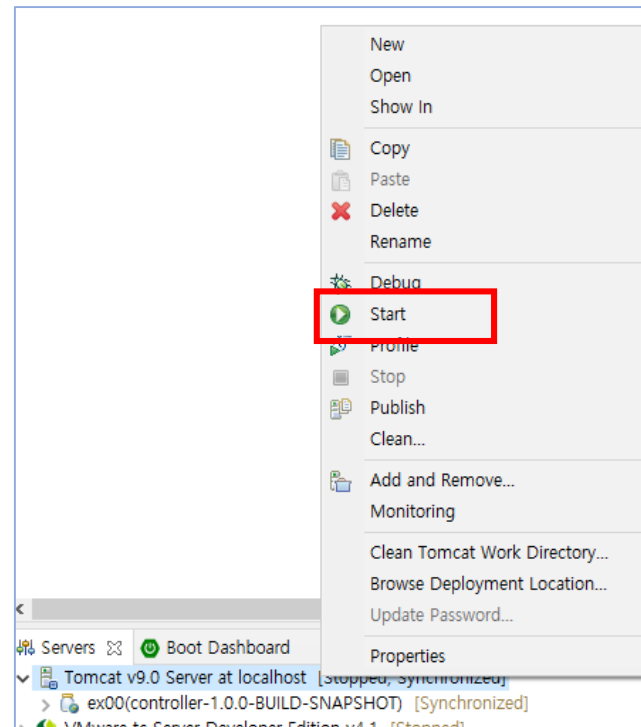 New
Open
Show In
Copy
Paste
Delete
Rename
Debug
Start
Profile
Stop
Publish
Clean...
Add and Remove...
Monitoring
Clean Tomcat Work Directory...
Browse Deployment Location...
Update Password...
Properties
Servers
Boot Dashboard
Tomcat v9.0 Server at localhost [Stopped, Synchronized]
ex00(controller-1.0.0-BUILD-SNAPSHOT) [Synchronized]
VMware tc Server Developer Edition v4.1 [Stopped]